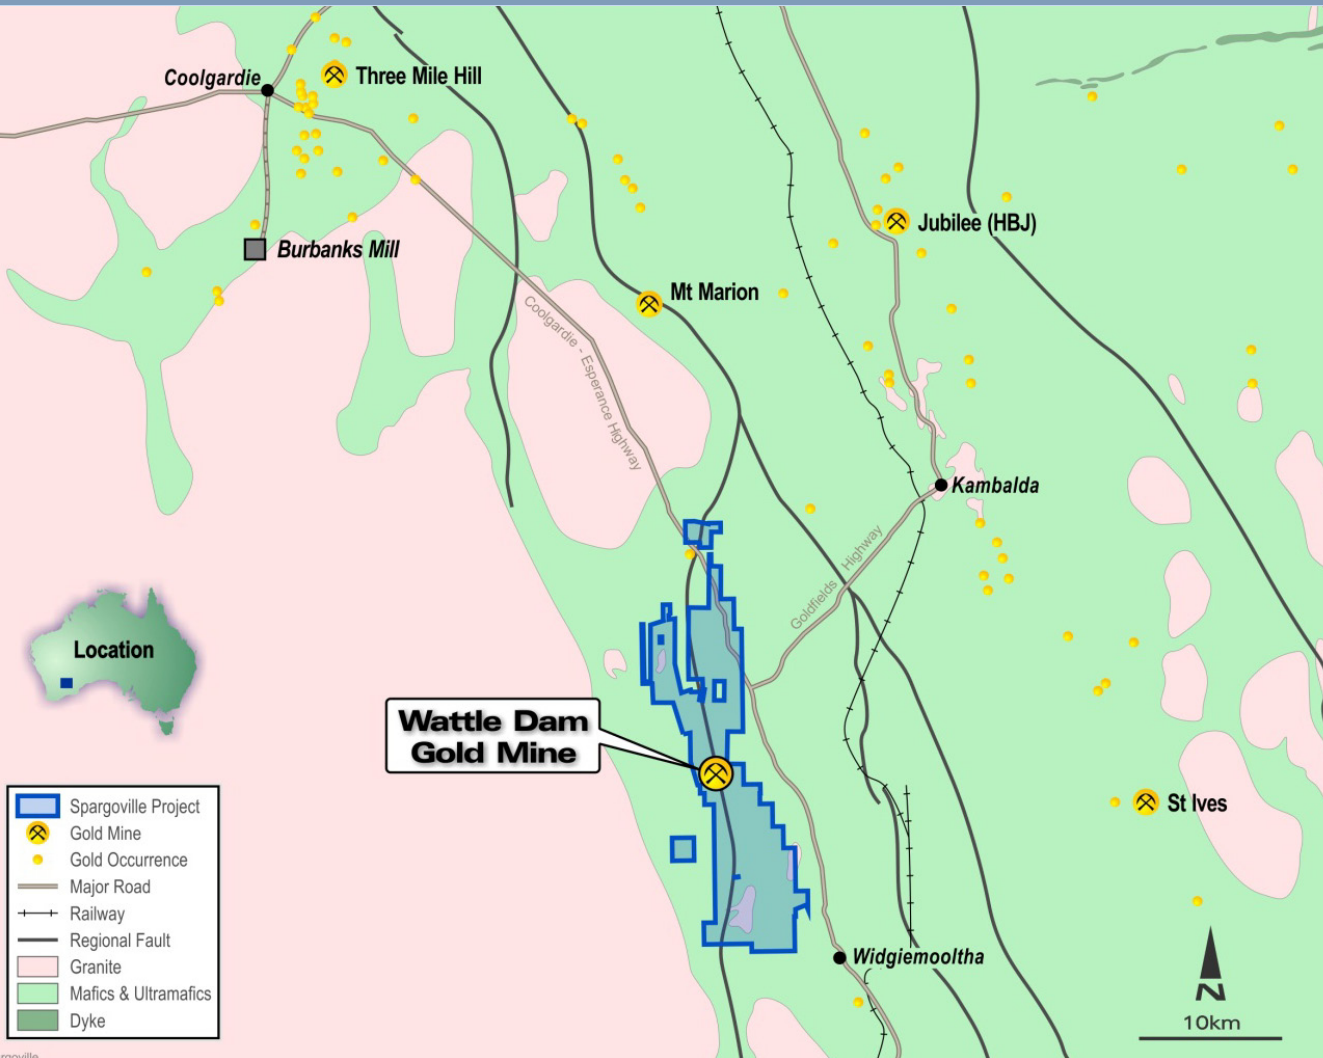 Coolgardie
Three Mile Hill
Burbanks Mill
Jubilee (HBJ)
Mt Marion
Coolgardie - Esperance Highway
Kambalda
Goldfields Highway
Location
Wattle Dam
Gold Mine
St Ives
Widgiemooltha
Spargoville Project
Gold Mine
Gold Occurrence
Major Road
Railway
Regional Fault
Granite
Mafics & Ultramafics
Dyke
N
10km